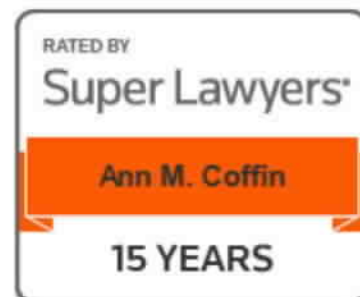 RATED BY
Super Lawyers®
Ann M. Coffin
15 YEARS